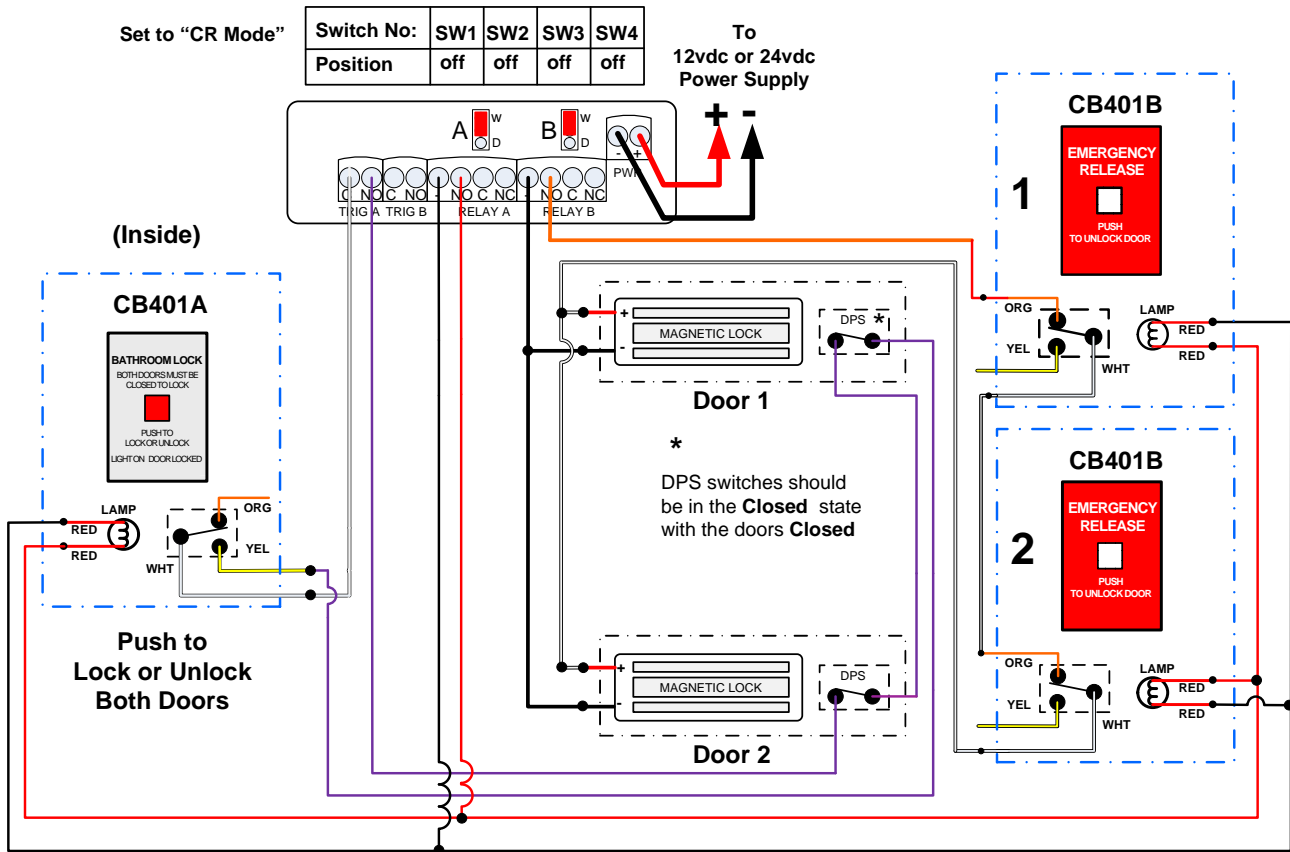 Set to “CR Mode”
Switch No: SW1 SW2 SW3 SW4
Position off off off off
To
12vdc or 24vdc
Power Supply
+ -
A W D
B W D
- +
PWR
C NO C NO - NO C NC - NO C NC
TRIG A TRIG B RELAY A RELAY B
(Inside)
CB401A
BATHROOM LOCK
BOTH DOORS MUST BE
CLOSED TO LOCK
PUSH TO
LOCK OR UNLOCK
LIGHT ON DOOR LOCKED
LAMP
RED
RED
ORG
YEL
WHT
Push to
Lock or Unlock
Both Doors
+
MAGNETIC LOCK
-
DPS *
Door 1
*
DPS switches should
be in the Closed state
with the doors Closed
+
MAGNETIC LOCK
-
DPS
Door 2
CB401B
1
EMERGENCY
RELEASE
PUSH
TO UNLOCK DOOR
ORG
YEL
WHT
LAMP
RED
RED
CB401B
2
EMERGENCY
RELEASE
PUSH
TO UNLOCK DOOR
ORG
YEL
WHT
LAMP
RED
RED